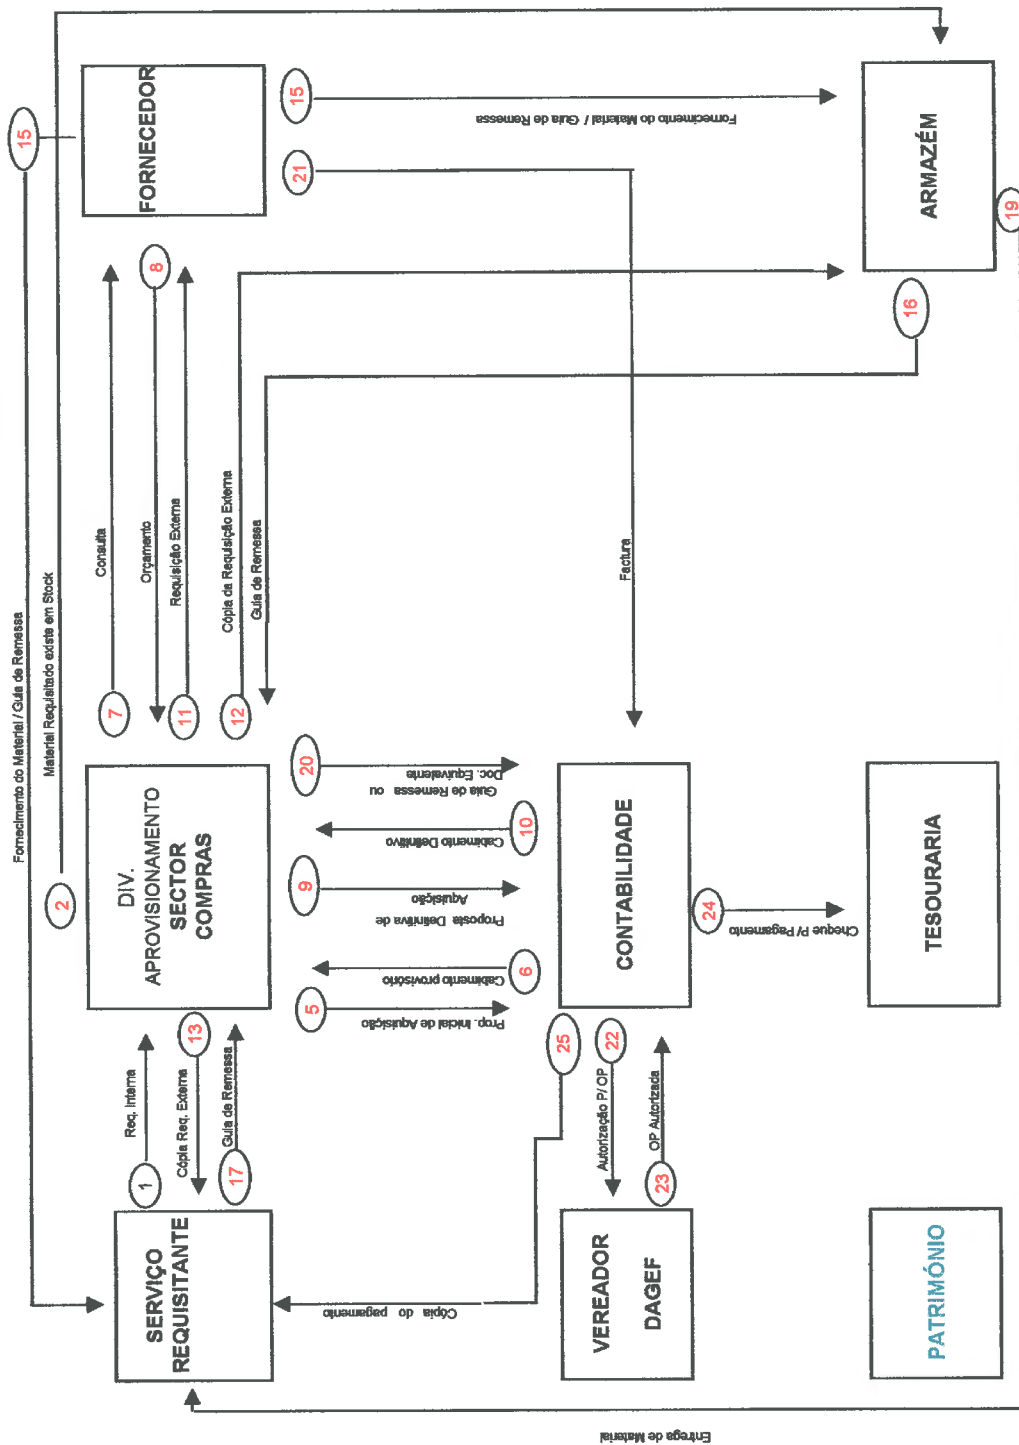 Fornecimento do Material / Guia de Remessa
Material Requisitado existe em Stock
15
2
SERVIÇO
REQUISITANTE
1
Req. Interna
13
Cópia Req. Externa
17
Guia de Remessa
DIV.
APROVISIONAMENTO
SECTOR
COMPRAS
7
Consulta
8
Orçamento
11
Requisição Externa
12
Cópia da Requisição Externa
Guia de Remessa
FORNECEDOR
15
Fornecimento do Material / Guia de Remessa
21
Factura
5
Prop. Inicial de Aquisição
6
Cabimento provisório
9
Proposta Definitiva de
Aquisição
10
Cabimento Definitivo
20
Guia de Remessa ou
Doc. Equivalente
Cópia do pagamento
25
VEREADOR
DAGEF
22
Autorização P/ OP
23
OP Autorizada
CONTABILIDADE
24
Cheque P/ Pagamento
16
ARMAZÉM
19
PATRIMÓNIO
TESOURARIA
Entrega de Material